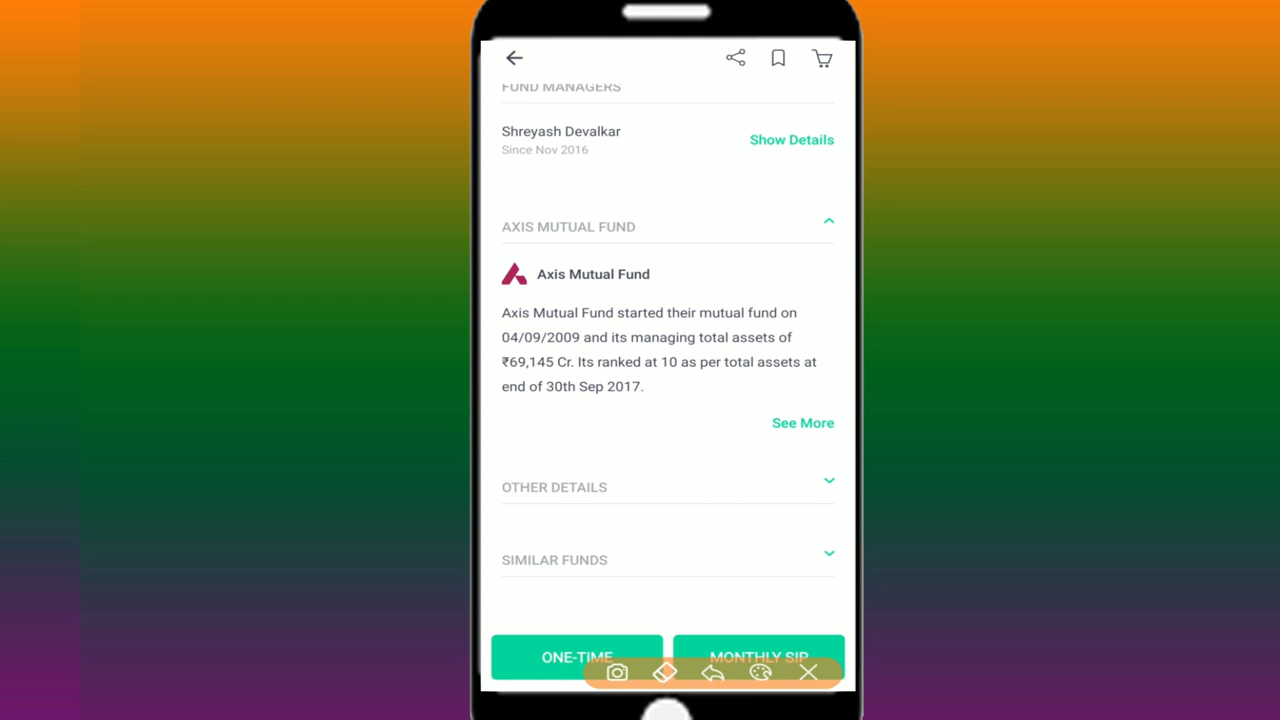 FUND MANAGERS
Shreyash Devalkar
Show Details
Since Nov 2016
AXIS MUTUAL FUND
Axis Mutual Fund
Axis Mutual Fund started their mutual fund on
04/09/2009 and its managing total assets of
₹69,145 Cr. Its ranked at 10 as per total assets at
end of 30th Sep 2017.
See More
OTHER DETAILS
SIMILAR FUNDS
ONE-TIME
MONTHLY SIP